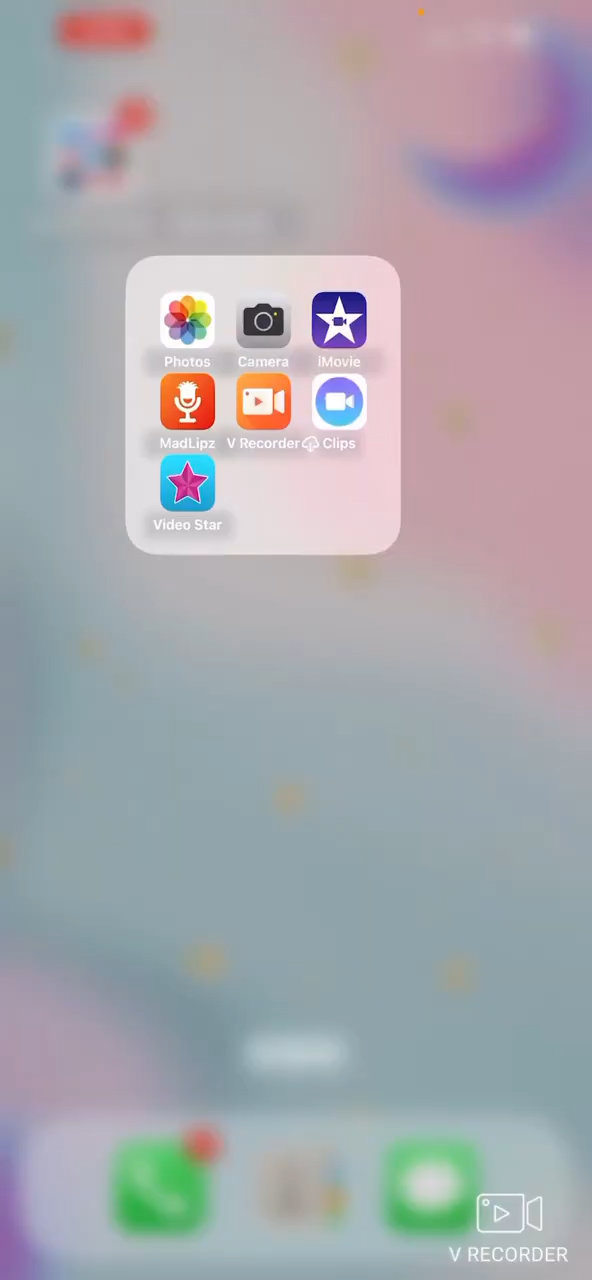 Photos Camera iMovie
MadLipz V Recorder Clips
Video Star
V RECORDER